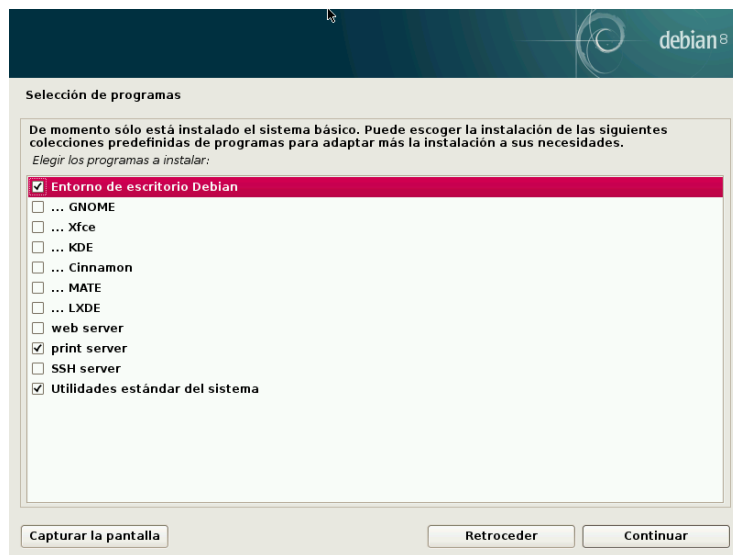 debian 8
Selección de programas
De momento sólo está instalado el sistema básico. Puede escoger la instalación de las siguientes
colecciones predefinidas de programas para adaptar más la instalación a sus necesidades.
Elegir los programas a instalar:
Entorno de escritorio Debian
... GNOME
... Xfce
... KDE
... Cinnamon
... MATE
... LXDE
web server
print server
SSH server
Utilidades estándar del sistema
Capturar la pantalla
Retroceder
Continuar